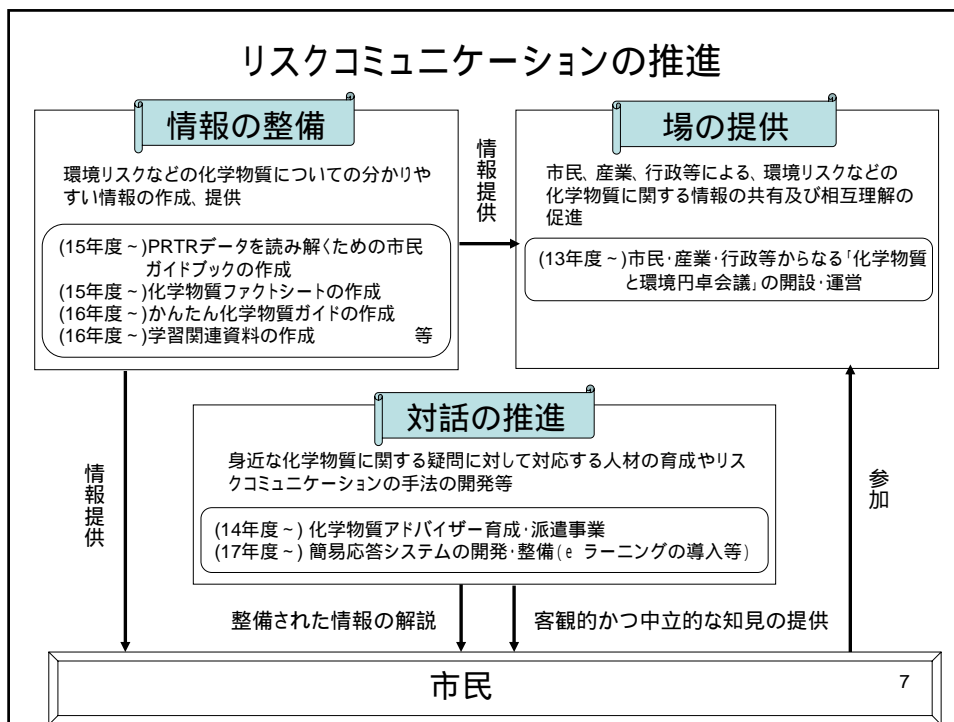 リスクコミュニケーションの推進
情報の整備
環境リスクなどの化学物質についての分かりや
すい情報の作成、提供
(15年度~)PRTRデータを読み解くための市民
ガイドブックの作成
(15年度~)化学物質ファクトシートの作成
(16年度~)かんたん化学物質ガイドの作成
(16年度~)学習関連資料の作成 等
情報提供
場の提供
市民、産業、行政等による、環境リスクなどの
化学物質に関する情報の共有及び相互理解の
促進
(13年度~)市民・産業・行政等からなる「化学物質
と環境円卓会議」の開設・運営
対話の推進
身近な化学物質に関する疑問に対して対応する人材の育成やリス
クコミュニケーションの手法の開発等
(14年度~) 化学物質アドバイザー育成・派遣事業
(17年度~) 簡易応答システムの開発・整備(e ラーニングの導入等)
情報提供
参加
整備された情報の解説
客観的かつ中立的な知見の提供
市民
7